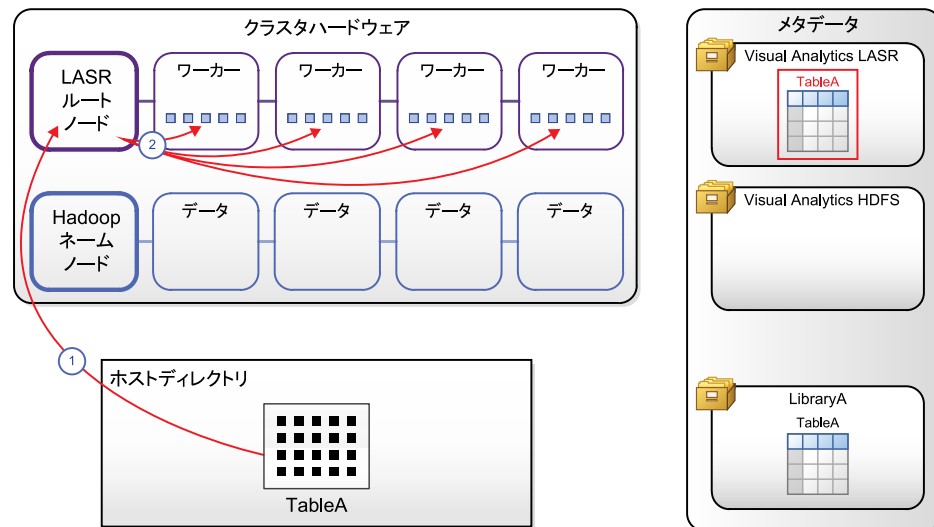 クラスタハードウェア
LASR
ルート
ノード
ワーカー
ワーカー
ワーカー
ワーカー
2
Hadoop
ネーム
ノード
データ
データ
データ
データ
1
ホストディレクトリ
TableA
メタデータ
Visual Analytics LASR
TableA
Visual Analytics HDFS
LibraryA
TableA